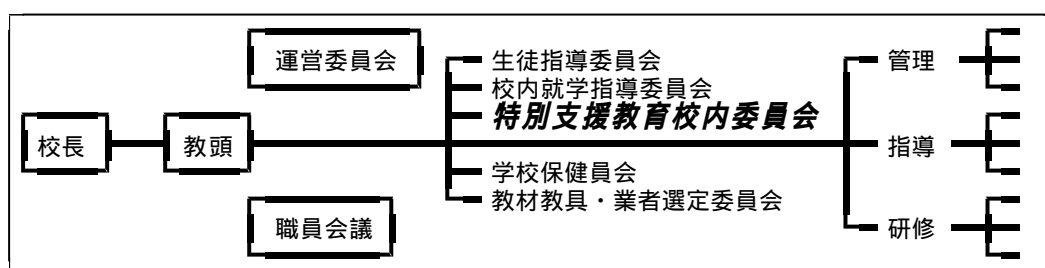 運営委員会
生徒指導委員会
管理
校内就学指導委員会
特別支援教育校内委員会
校長
教頭
指導
学校保健員会
教材教具・業者選定委員会
職員会議
研修